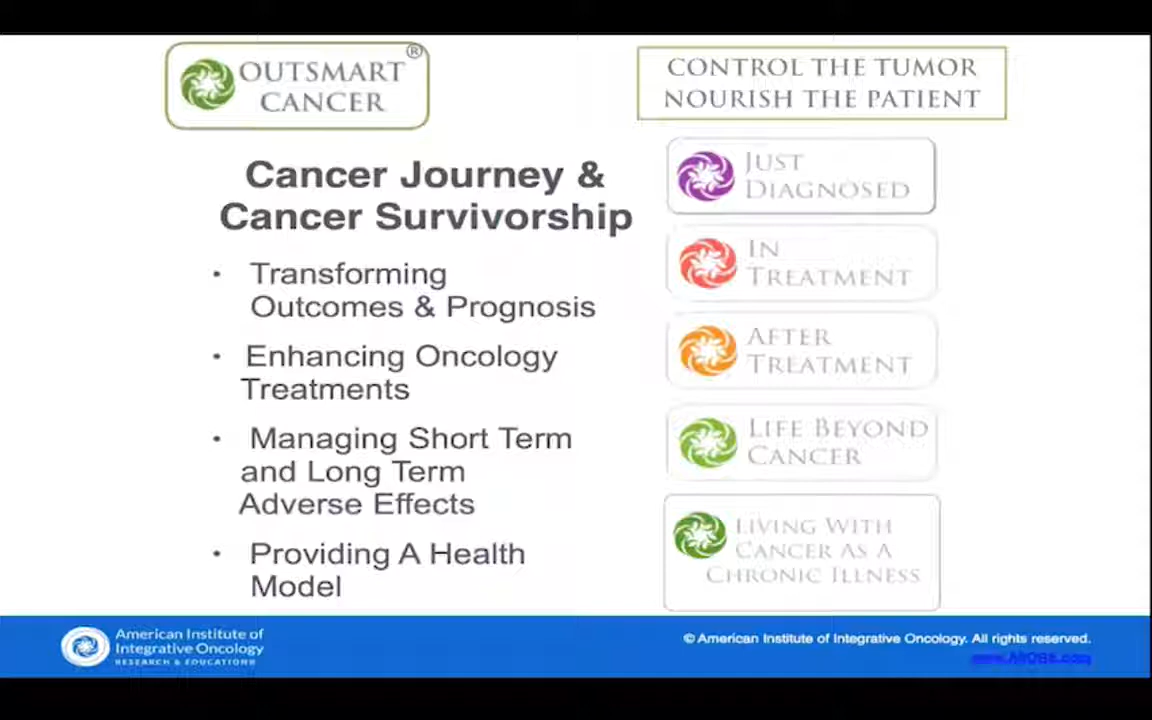 OUTSMART ®
CANCER
CONTROL THE TUMOR
NOURISH THE PATIENT
Cancer Journey &
Cancer Survivorship
• Transforming
Outcomes & Prognosis
• Enhancing Oncology
Treatments
• Managing Short Term
and Long Term
Adverse Effects
• Providing A Health
Model
JUST
DIAGNOSED
IN
TREATMENT
AFTER
TREATMENT
LIFE BEYOND
CANCER
LIVING WITH
CANCER AS A
CHRONIC ILLNESS
American Institute of
Integrative Oncology
RESEARCH & EDUCATIONS
© American Institute of Integrative Oncology. All rights reserved.